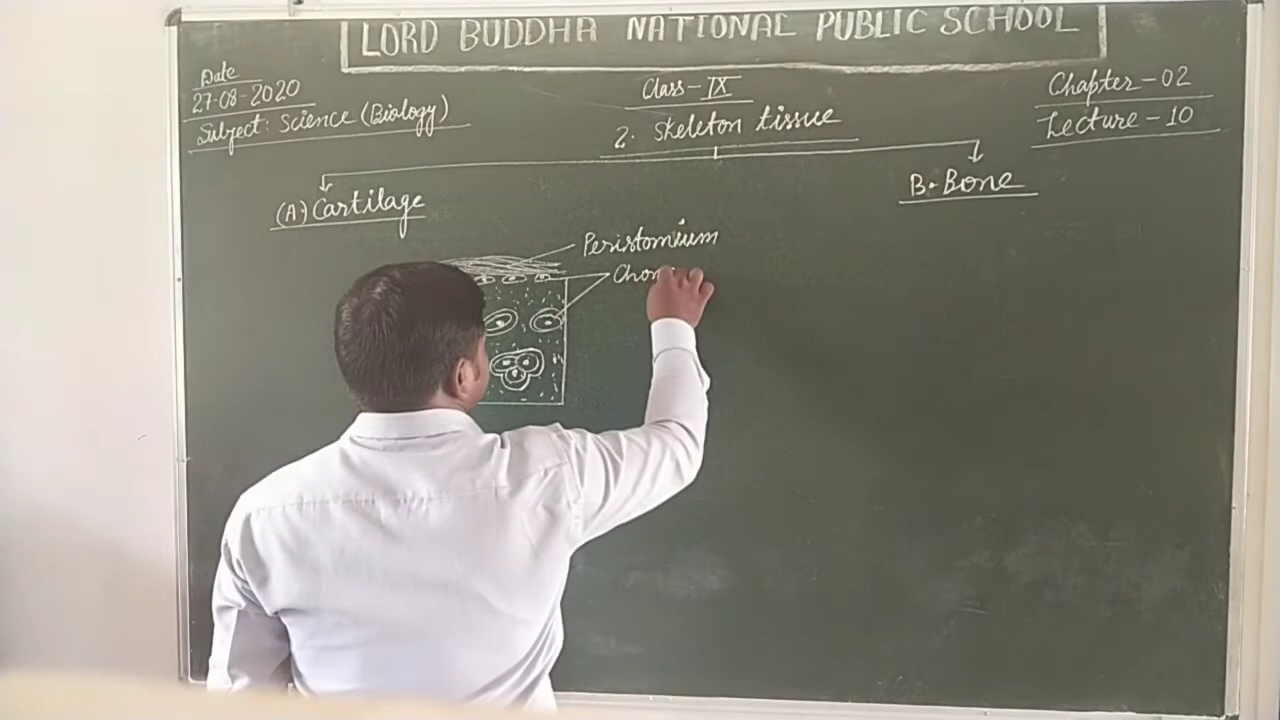 LORD BUDDHA NATIONAL PUBLIC SCHOOL
Date
27-08-2020
Subject: Science (Biology)
Class-IX
2. Skeleton tissue
Chapter-02
Lecture-10
(A) Cartilage
B. Bone
Peristomium
Chon